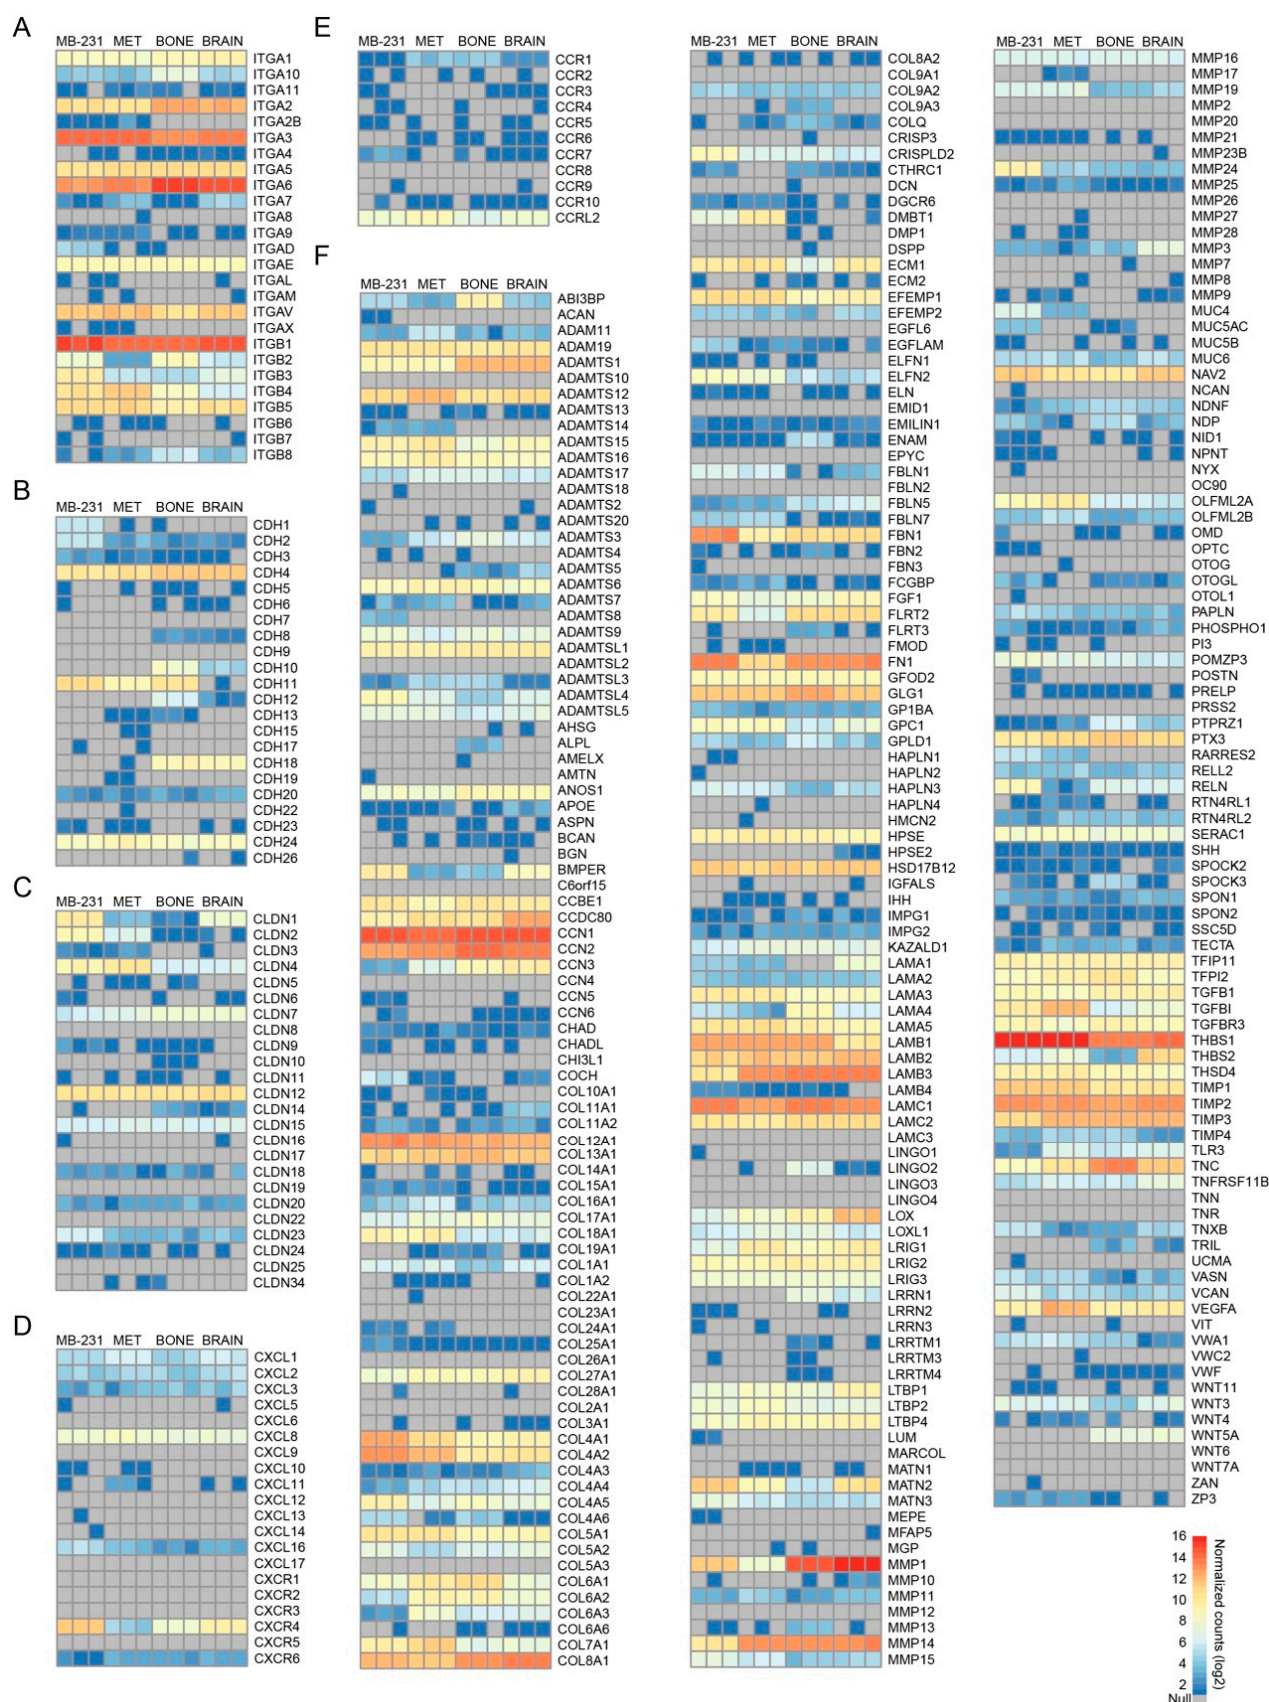 A
MB-231 MET BONE BRAIN
ITGA1
ITGA10
ITGA11
ITGA2
ITGA2B
ITGA3
ITGA4
ITGA5
ITGA6
ITGA7
ITGA8
ITGA9
ITGAD
ITGAE
ITGAL
ITGAM
ITGAV
ITGAX
ITGB1
ITGB2
ITGB3
ITGB4
ITGB5
ITGB6
ITGB7
ITGB8
B
MB-231 MET BONE BRAIN
CDH1
CDH2
CDH3
CDH4
CDH5
CDH6
CDH7
CDH8
CDH9
CDH10
CDH11
CDH12
CDH13
CDH15
CDH17
CDH18
CDH19
CDH20
CDH22
CDH23
CDH24
CDH26
C
MB-231 MET BONE BRAIN
CLDN1
CLDN2
CLDN3
CLDN4
CLDN5
CLDN6
CLDN7
CLDN8
CLDN9
CLDN10
CLDN11
CLDN12
CLDN14
CLDN15
CLDN16
CLDN17
CLDN18
CLDN19
CLDN20
CLDN22
CLDN23
CLDN24
CLDN25
CLDN34
D
MB-231 MET BONE BRAIN
CXCL1
CXCL2
CXCL3
CXCL5
CXCL6
CXCL8
CXCL9
CXCL10
CXCL11
CXCL12
CXCL13
CXCL14
CXCL16
CXCL17
CXCR1
CXCR2
CXCR3
CXCR4
CXCR5
CXCR6
E
MB-231 MET BONE BRAIN
CCR1
CCR2
CCR3
CCR4
CCR5
CCR6
CCR7
CCR8
CCR9
CCR10
CCRL2
F
MB-231 MET BONE BRAIN
ABI3BP
ACAN
ADAM11
ADAM19
ADAMTS1
ADAMTS10
ADAMTS12
ADAMTS13
ADAMTS14
ADAMTS15
ADAMTS16
ADAMTS17
ADAMTS18
ADAMTS2
ADAMTS20
ADAMTS3
ADAMTS4
ADAMTS5
ADAMTS6
ADAMTS7
ADAMTS8
ADAMTS9
ADAMTSL1
ADAMTSL2
ADAMTSL3
ADAMTSL4
ADAMTSL5
AHSG
ALPL
AMELX
AMTN
ANOS1
APOE
ASPN
BCAN
BGN
BMPER
C6orf15
CCBE1
CCDC80
CCN1
CCN2
CCN3
CCN4
CCN5
CCN6
CHAD
CHADL
CHI3L1
COCH
COL10A1
COL11A1
COL11A2
COL12A1
COL13A1
COL14A1
COL15A1
COL16A1
COL17A1
COL18A1
COL19A1
COL1A1
COL1A2
COL22A1
COL23A1
COL24A1
COL25A1
COL26A1
COL27A1
COL28A1
COL2A1
COL3A1
COL4A1
COL4A2
COL4A3
COL4A4
COL4A5
COL4A6
COL5A1
COL5A2
COL5A3
COL6A1
COL6A2
COL6A3
COL6A6
COL7A1
COL8A1
MB-231 MET BONE BRAIN
COL8A2
COL9A1
COL9A2
COL9A3
COLQ
CRISP3
CRISPLD2
CTHRC1
DCN
DGCR6
DMBT1
DMP1
DSPP
ECM1
ECM2
EFEMP1
EFEMP2
EGFL6
EGFLAM
ELFN1
ELFN2
ELN
EMID1
EMILIN1
ENAM
EPYC
FBLN1
FBLN2
FBLN5
FBLN7
FBN1
FBN2
FBN3
FCGBP
FGF1
FLRT2
FLRT3
FMOD
FN1
GFOD2
GLG1
GP1BA
GPC1
GPLD1
HAPLN1
HAPLN2
HAPLN3
HAPLN4
HMCN2
HPSE
HPSE2
HSD17B12
IGFALS
IHH
IMPG1
IMPG2
KAZALD1
LAMA1
LAMA2
LAMA3
LAMA4
LAMA5
LAMB1
LAMB2
LAMB3
LAMB4
LAMC1
LAMC2
LAMC3
LINGO1
LINGO2
LINGO3
LINGO4
LOX
LOXL1
LRIG1
LRIG2
LRIG3
LRRN1
LRRN2
LRRN3
LRRTM1
LRRTM3
LRRTM4
LTBP1
LTBP2
LTBP4
LUM
MARCOL
MATN1
MATN2
MATN3
MEPE
MFAP5
MGP
MMP1
MMP10
MMP11
MMP12
MMP13
MMP14
MMP15
MB-231 MET BONE BRAIN
MMP16
MMP17
MMP19
MMP2
MMP20
MMP21
MMP23B
MMP24
MMP25
MMP26
MMP27
MMP28
MMP3
MMP7
MMP8
MMP9
MUC4
MUC5AC
MUC5B
MUC6
NAV2
NCAN
NDNF
NDP
NID1
NPNT
NYX
OC90
OLFML2A
OLFML2B
OMD
OPTC
OTOG
OTOGL
OTOL1
PAPLN
PHOSPHO1
PI3
POMZP3
POSTN
PRELP
PRSS2
PTPRZ1
PTX3
RARRES2
RELL2
RELN
RTN4RL1
RTN4RL2
SERAC1
SHH
SPOCK2
SPOCK3
SPON1
SPON2
SSC5D
TECTA
TFIP11
TFPI2
TGFB1
TGFBI
TGFBR3
THBS1
THBS2
THSD4
TIMP1
TIMP2
TIMP3
TIMP4
TLR3
TNC
TNFRSF11B
TNN
TNR
TNXB
TRIL
UCMA
VASN
VCAN
VEGFA
VIT
VWA1
VWC2
VWF
WNT11
WNT3
WNT4
WNT5A
WNT6
WNT7A
ZAN
ZP3
16
14
12
10
8
6
4
2
Null
Normalized counts (log2)